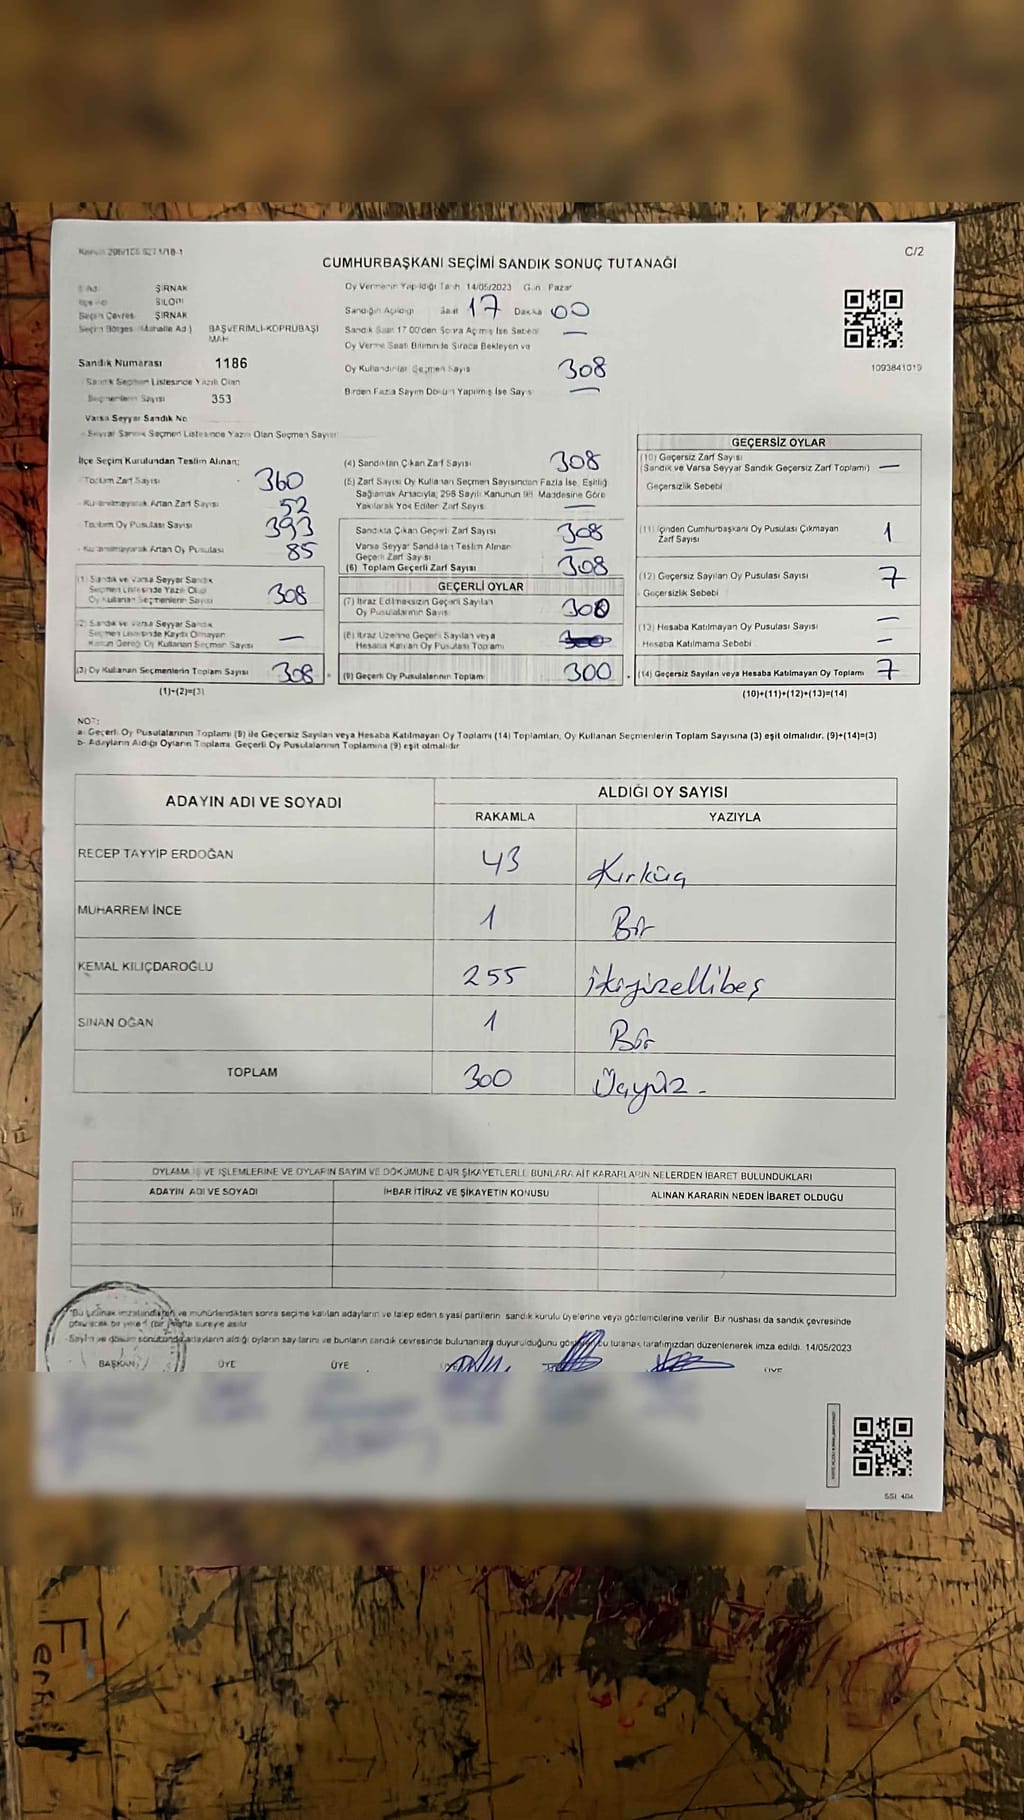 C/2
CUMHURBAŞKANI SEÇİMİ SANDIK SONUÇ TUTANAĞI
ŞIRNAK
SİLOPİ
Seçim Çevresi ŞIRNAK
Seçim Bölgesi (Mahalle Adı) BAŞVERİMLİ-KÖPRÜBAŞI MAH
Sandık Numarası 1186
Sandık Seçmen Listesinde Yazılı Olan
Seçmenlerin Sayısı 353
Varsa Seyyar Sandık No
Seyyar Sandık Seçmen Listesinde Yazılı Olan Seçmen Sayısı
Oy Vermenin Yapıldığı Tarih 14/05/2023 Gün: Pazar
Sandığın Açıldığı Saat 17 Dakika 00
Sandık Saat 17.00'den Sonra Açılmış İse Sebebi —
Oy Verme Saati Bitiminde Sırada Bekleyen ve
Oy Kullandırılan Seçmen Sayısı 308
Birden Fazla Sayım Döküm Yapılmış İse Sayısı —
1093841019
İlçe Seçim Kurulundan Teslim Alınan;
Toplam Zarf Sayısı 360
Kullanılmayarak Artan Zarf Sayısı 52
Toplam Oy Pusulası Sayısı 393
Kullanılmayarak Artan Oy Pusulası 85
(1) Sandık ve Varsa Seyyar Sandık
Seçmen Listesinde Yazılı Olup
Oy Kullanan Seçmenlerin Sayısı 308
(2) Sandık ve Varsa Seyyar Sandık
Seçmen Listesinde Kaydı Olmayan
Kanun Gereği Oy Kullanan Seçmen Sayısı —
(3) Oy Kullanan Seçmenlerin Toplam Sayısı 308
(1)+(2)=(3)
(4) Sandıktan Çıkan Zarf Sayısı 308
(5) Zarf Sayısı Oy Kullanan Seçmen Sayısından Fazla İse, Eşitliği
Sağlamak Amacıyla, 298 Sayılı Kanunun 98. Maddesine Göre
Yakılarak Yok Edilen Zarf Sayısı —
Sandıkta Çıkan Geçerli Zarf Sayısı 308
Varsa Seyyar Sandıktan Teslim Alınan
Geçerli Zarf Sayısı —
(6) Toplam Geçerli Zarf Sayısı 308
GEÇERLİ OYLAR
(7) İtiraz Edilmeksizin Geçerli Sayılan
Oy Pusulalarının Sayısı 300
(8) İtiraz Üzerine Geçerli Sayılan veya
Hesaba Katılan Oy Pusulası Toplamı
(9) Geçerli Oy Pusulalarının Toplamı 300
GEÇERSİZ OYLAR
(10) Geçersiz Zarf Sayısı
(Sandık ve Varsa Seyyar Sandık Geçersiz Zarf Toplamı) —
Geçersizlik Sebebi
(11) İçinden Cumhurbaşkanı Oy Pusulası Çıkmayan
Zarf Sayısı 1
(12) Geçersiz Sayılan Oy Pusulası Sayısı 7
Geçersizlik Sebebi
(13) Hesaba Katılmayan Oy Pusulası Sayısı —
Hesaba Katılmama Sebebi —
(14) Geçersiz Sayılan veya Hesaba Katılmayan Oy Toplamı 7
(10)+(11)+(12)+(13)=(14)
NOT:
a- Geçerli Oy Pusulalarının Toplamı (9) ile Geçersiz Sayılan veya Hesaba Katılmayan Oy Toplamı (14) Toplamları, Oy Kullanan Seçmenlerin Toplam Sayısına (3) eşit olmalıdır. (9)+(14)=(3)
b- Adayların Aldığı Oyların Toplamı, Geçerli Oy Pusulalarının Toplamına (9) eşit olmalıdır
ADAYIN ADI VE SOYADI ALDIĞI OY SAYISI
RAKAMLA YAZIYLA
RECEP TAYYİP ERDOĞAN 43 Kırküç
MUHARREM İNCE 1 Bir
KEMAL KILIÇDAROĞLU 255 ikiyüzellibeş
SİNAN OĞAN 1 Bir
TOPLAM 300 Üçyüz.
OYLAMA İŞ VE İŞLEMLERİNE VE OYLARIN SAYIM VE DÖKÜMÜNE DAİR ŞİKAYETLERLE BUNLARA AİT KARARLARIN NELERDEN İBARET BULUNDUKLARI
ADAYIN ADI VE SOYADI İHBAR İTİRAZ VE ŞİKAYETİN KONUSU ALINAN KARARIN NEDEN İBARET OLDUĞU
Bu tutanak imzalandıktan ve mühürlendikten sonra seçime katılan adayların ve talep eden siyasi partilerin sandık kurulu üyelerine veya gözlemcilerine verilir. Bir nüshası da sandık çevresinde
Sayım ve döküm sonucunda adayların aldığı oyların sayılarını ve bunların sandık çevresinde bulunanlara duyurulduğunu gösteren bu tutanak tarafımızdan düzenlenerek imza edildi. 14/05/2023
BAŞKAN ÜYE ÜYE ÜYE